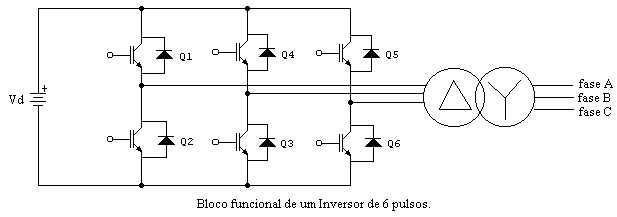 Q1
Q4
Q5
+
Vd
fase A
fase B
fase C
Q2
Q3
Q6
Bloco funcional de um Inversor de 6 pulsos.